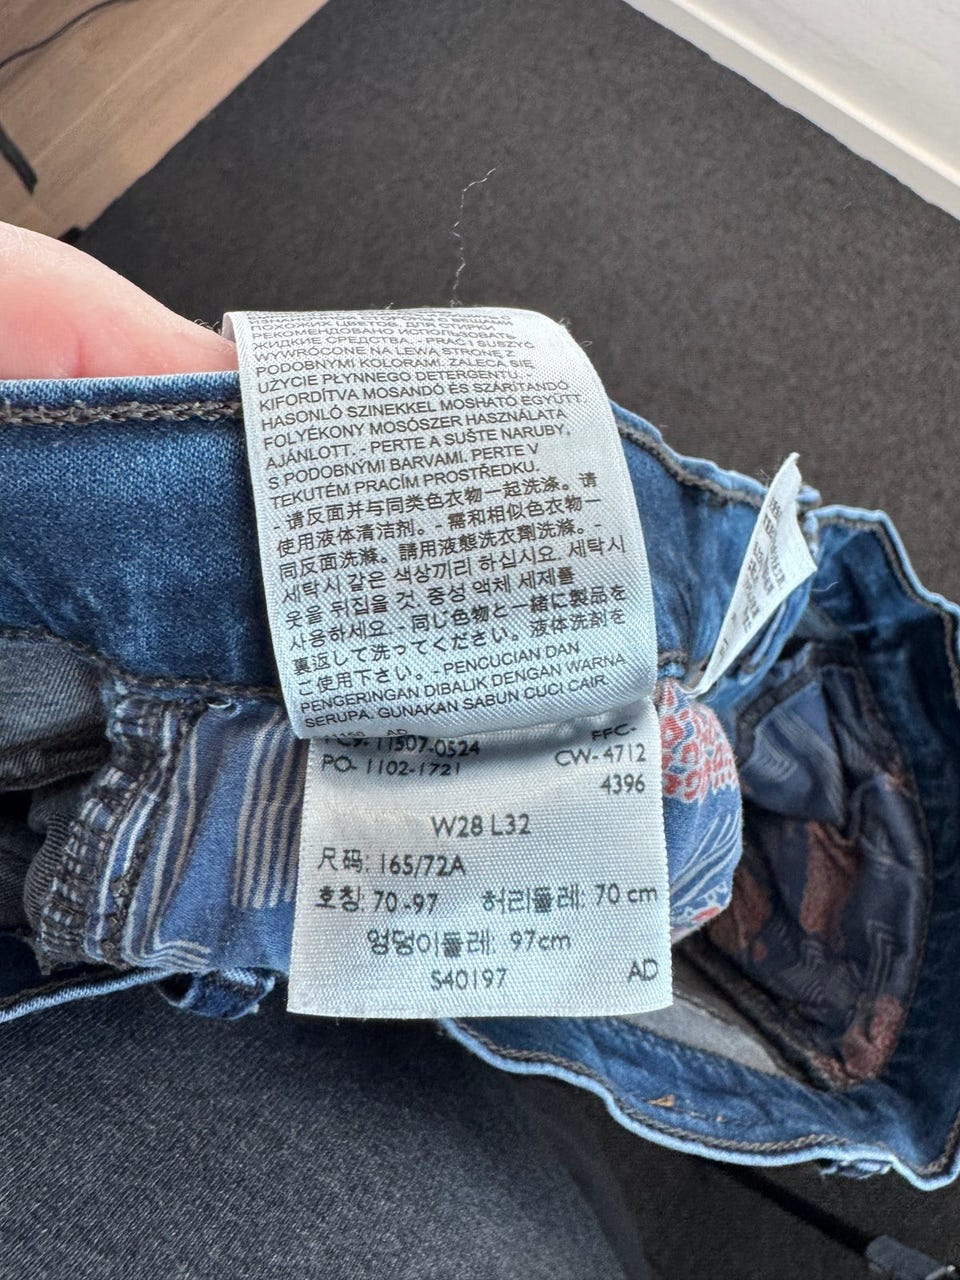 ПОХОЖИХ ЦВЕТОВ. ДЛЯ СТИРКИ
РЕКОМЕНДОВАНО ИСПОЛЬЗОВАТЬ
ЖИДКИЕ СРЕДСТВА. - PRAĆ I SUSZYĆ
WYWRÓCONE NA LEWĄ STRONĘ Z
PODOBNYMI KOLORAMI. ZALECA SIĘ
UŻYCIE PŁYNNEGO DETERGENTU. -
KIFORDÍTVA MOSANDÓ ÉS SZÁRÍTANDÓ.
HASONLÓ SZINEKKEL MOSHATÓ EGYÜTT.
FOLYÉKONY MOSÓSZER HASZNÁLATA
AJÁNLOTT. - PERTE A SUŠTE NARUBY,
S PODOBNÝMI BARVAMI. PERTE V
TEKUTÉM PRACÍM PROSTŘEDKU.
- 请反面并与同类色衣物一起洗涤。请
使用液体清洁剂。- 需和相似色衣物一
同反面洗滌。請用液態洗衣劑。-
세탁시 같은 색상끼리 하십시오. 세탁시
옷을 뒤집을 것. 중성 액체 세제를
사용하세요. - 同じ色物と一緒に製品を
裏返して洗ってください。液体洗剤を
ご使用下さい。-PENCUCIAN DAN
PENGERINGAN DIBALIK DENGAN WARNA
SERUPA. GUNAKAN SABUN CUCI CAIR.
11507-0524 FFC-
PO- 1102-1721 CW- 4712
4396
W28 L32
尺码: 165/72A
호칭: 70 -97 허리둘레: 70 cm
엉덩이둘레: 97cm
S40197 AD